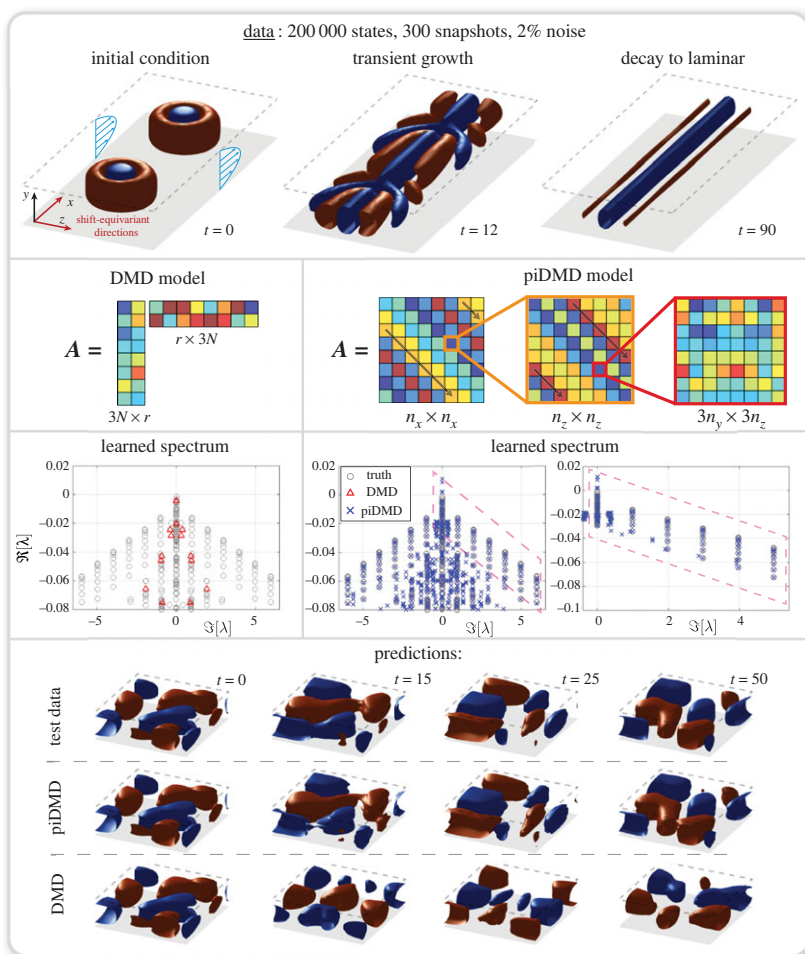 data : 200 000 states, 300 snapshots, 2% noise
initial condition
transient growth
decay to laminar
y
x
z
shift-equivariant
directions
t = 0
t = 12
t = 90
DMD model
piDMD model
A =
r × 3N
3N × r
A =
n_x × n_x
n_z × n_z
3n_y × 3n_z
learned spectrum
learned spectrum
0.02
0
−0.02
−0.04
−0.06
−0.08
ℜ[λ]
−5
0
5
ℑ[λ]
0.02
0
−0.02
−0.04
−0.06
−0.08
truth
DMD
piDMD
−5
0
5
ℑ[λ]
0.02
0
−0.02
−0.04
−0.06
−0.08
−0.1
0
2
4
ℑ[λ]
predictions:
t = 0
t = 15
t = 25
t = 50
test data
piDMD
DMD